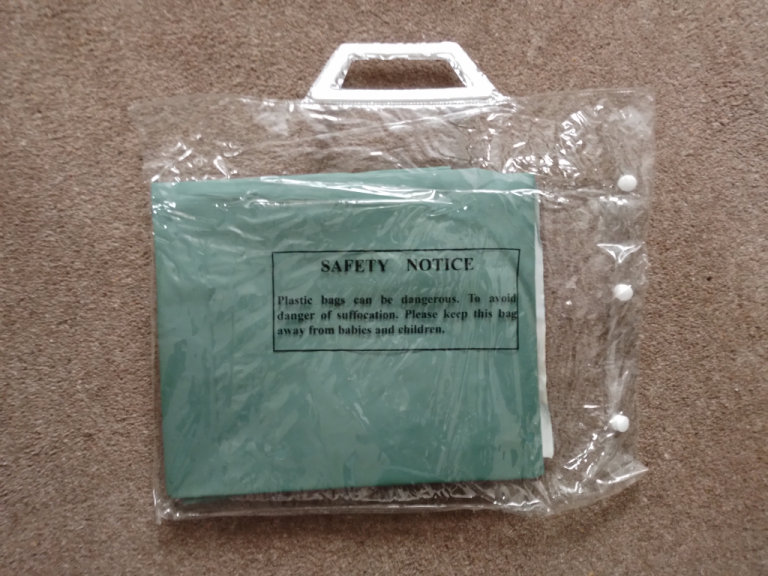 SAFETY NOTICE
Plastic bags can be dangerous. To avoid
danger of suffocation. Please keep this bag
away from babies and children.